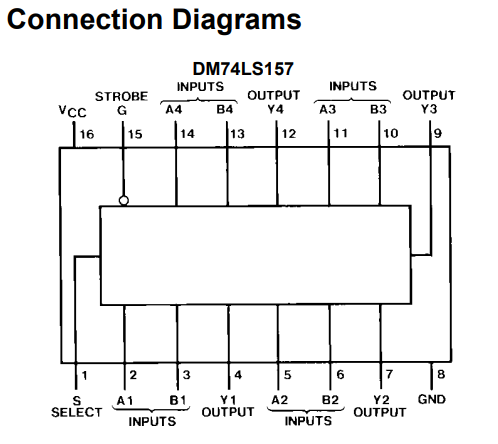 Connection Diagrams
DM74LS157
INPUTS INPUTS
STROBE OUTPUT OUTPUT
VCC G A4 B4 Y4 A3 B3 Y3
16 15 14 13 12 11 10 9
1 2 3 4 5 6 7 8
S A1 B1 Y1 A2 B2 Y2 GND
SELECT OUTPUT OUTPUT
INPUTS INPUTS